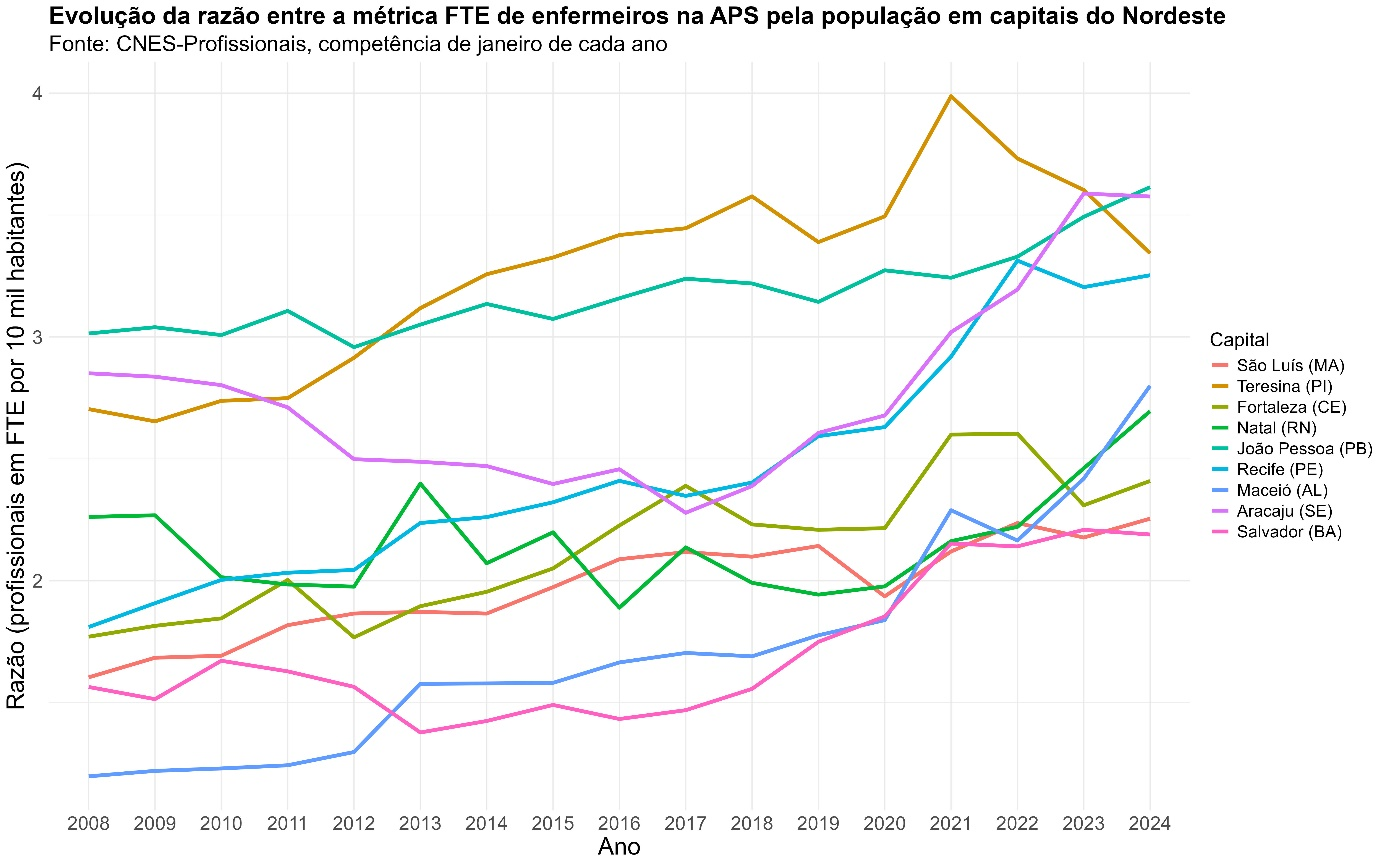 Evolução da razão entre a métrica FTE de enfermeiros na APS pela população em capitais do Nordeste
Fonte: CNES-Profissionais, competência de janeiro de cada ano
Razão (profissionais em FTE por 10 mil habitantes)
4
3
2
2008 2009 2010 2011 2012 2013 2014 2015 2016 2017 2018 2019 2020 2021 2022 2023 2024
Ano
Capital
São Luís (MA)
Teresina (PI)
Fortaleza (CE)
Natal (RN)
João Pessoa (PB)
Recife (PE)
Maceió (AL)
Aracaju (SE)
Salvador (BA)